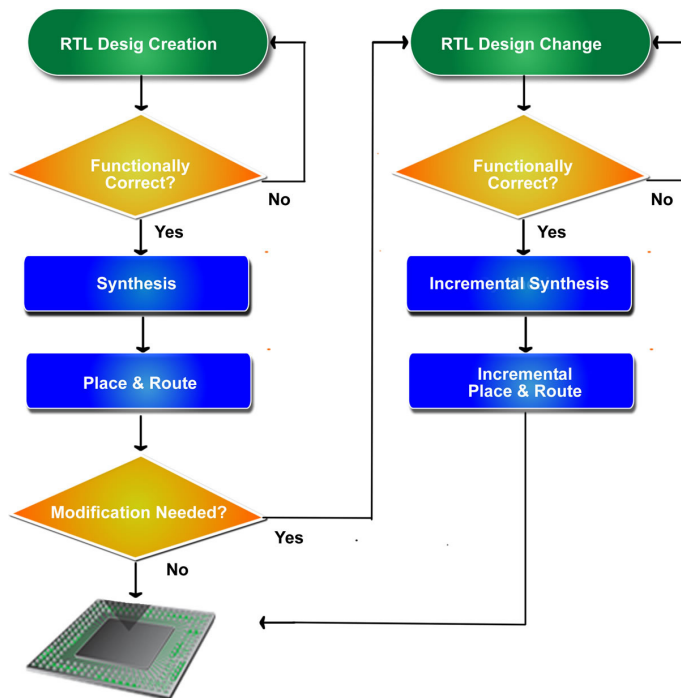 RTL Desig Creation
Functionally
Correct?
No
Yes
Synthesis
Place & Route
Modification Needed?
Yes
No
RTL Design Change
Functionally
Correct?
No
Yes
Incremental Synthesis
Incremental
Place & Route